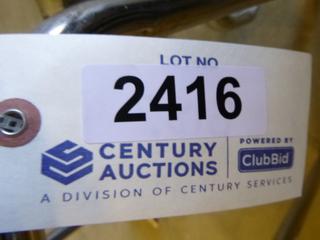 LOT NO.
2416
CENTURY
AUCTIONS
POWERED BY
ClubBid
A DIVISION OF CENTURY SERVICES